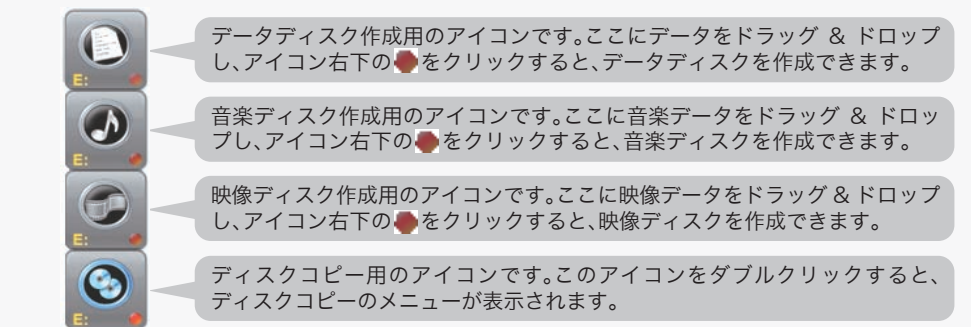 データディスク作成用のアイコンです。ここにデータをドラッグ & ドロップ
し、アイコン右下の をクリックすると、データディスクを作成できます。
E:
音楽ディスク作成用のアイコンです。ここに音楽データをドラッグ & ドロッ
プし、アイコン右下の をクリックすると、音楽ディスクを作成できます。
E:
映像ディスク作成用のアイコンです。ここに映像データをドラッグ & ドロップ
し、アイコン右下の をクリックすると、映像ディスクを作成できます。
E:
ディスクコピー用のアイコンです。このアイコンをダブルクリックすると、
ディスクコピーのメニューが表示されます。
E: